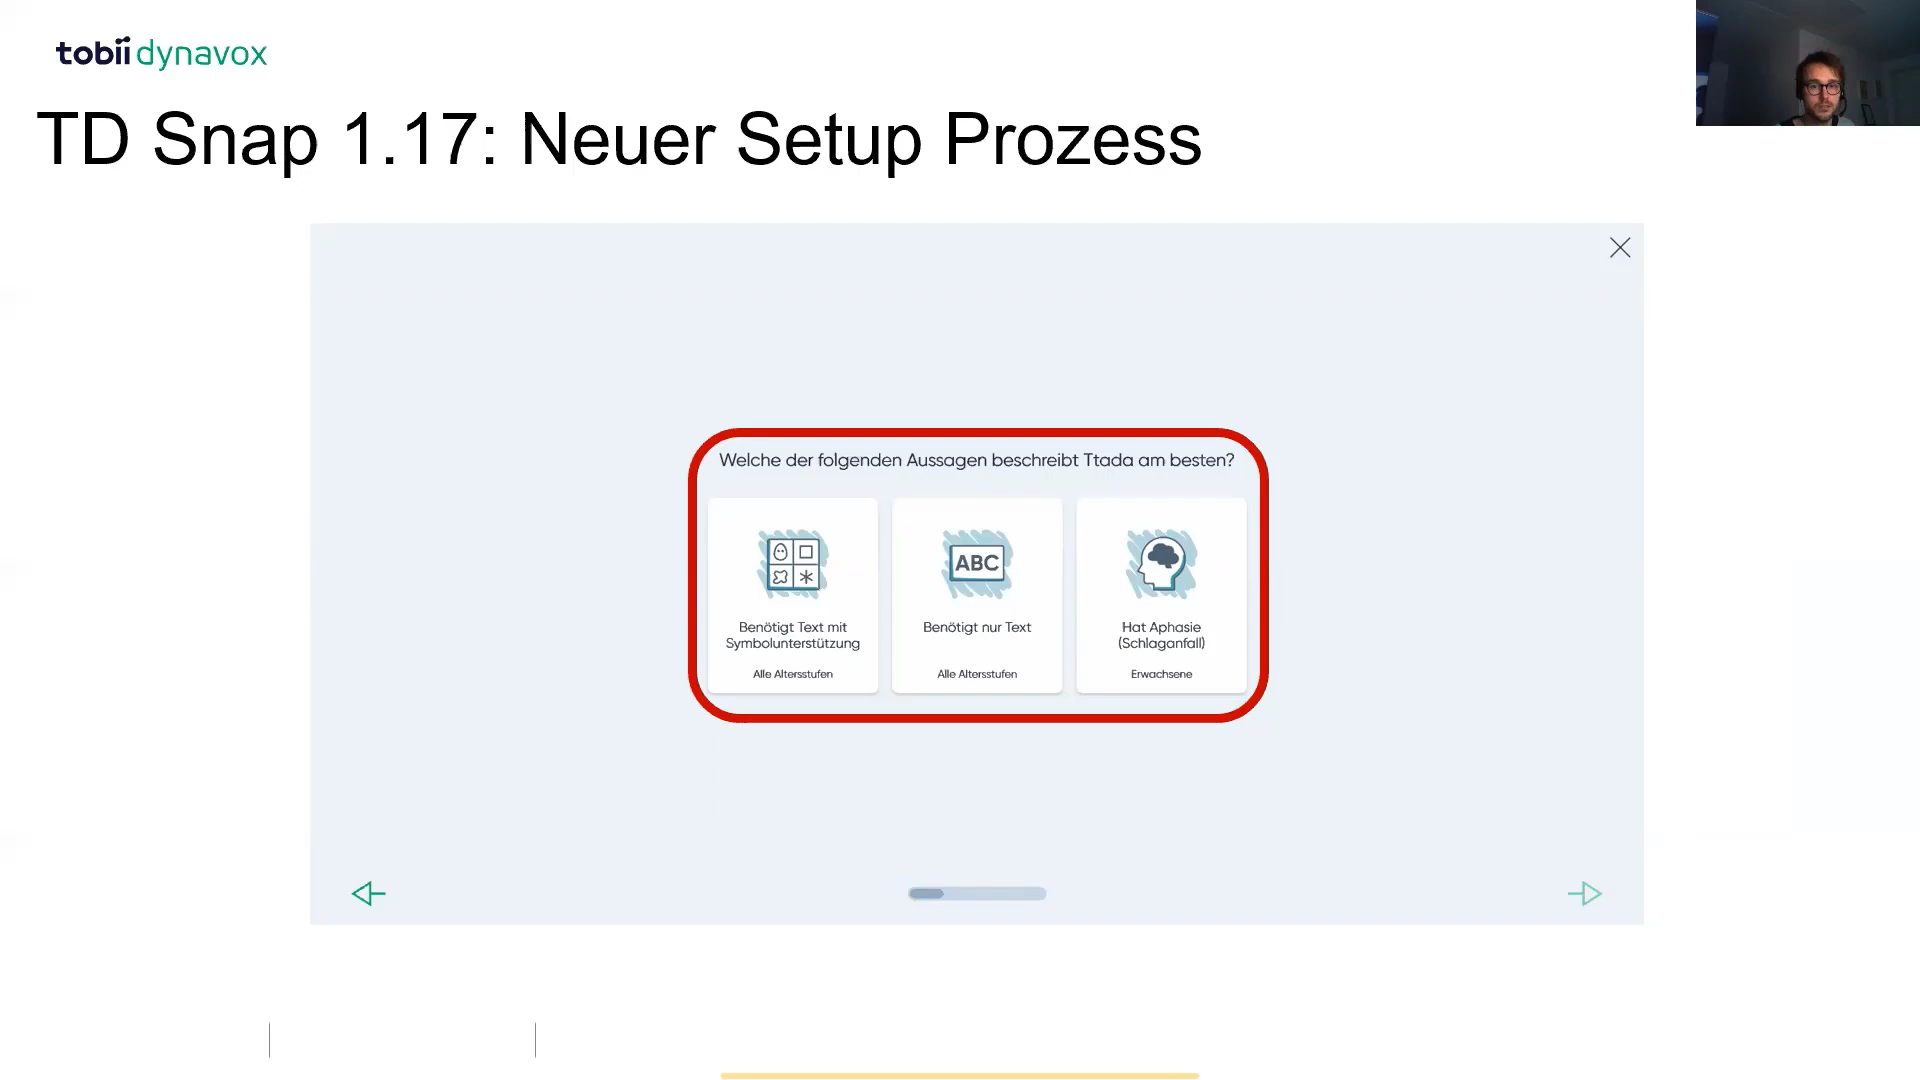 tobii dynavox
TD Snap 1.17: Neuer Setup Prozess
Welche der folgenden Aussagen beschreibt Ttada am besten?
ABC
Benötigt Text mit
Symbolunterstützung
Alle Altersstufen
Benötigt nur Text
Alle Altersstufen
Hat Aphasie
(Schlaganfall)
Erwachsene